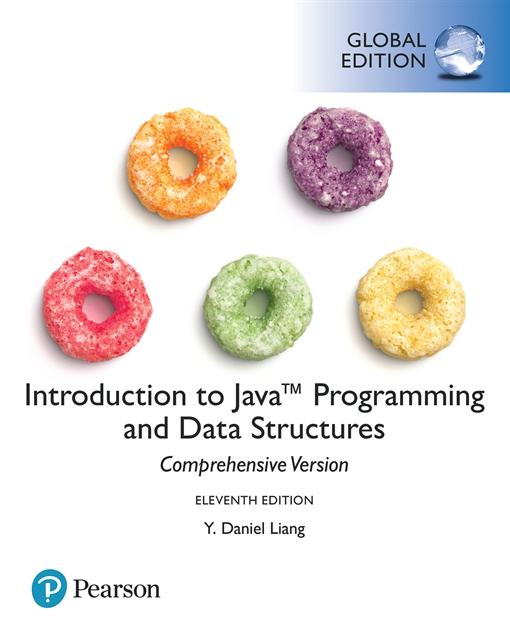 GLOBAL
EDITION
Introduction to Java™ Programming
and Data Structures
Comprehensive Version
ELEVENTH EDITION
Y. Daniel Liang
Pearson